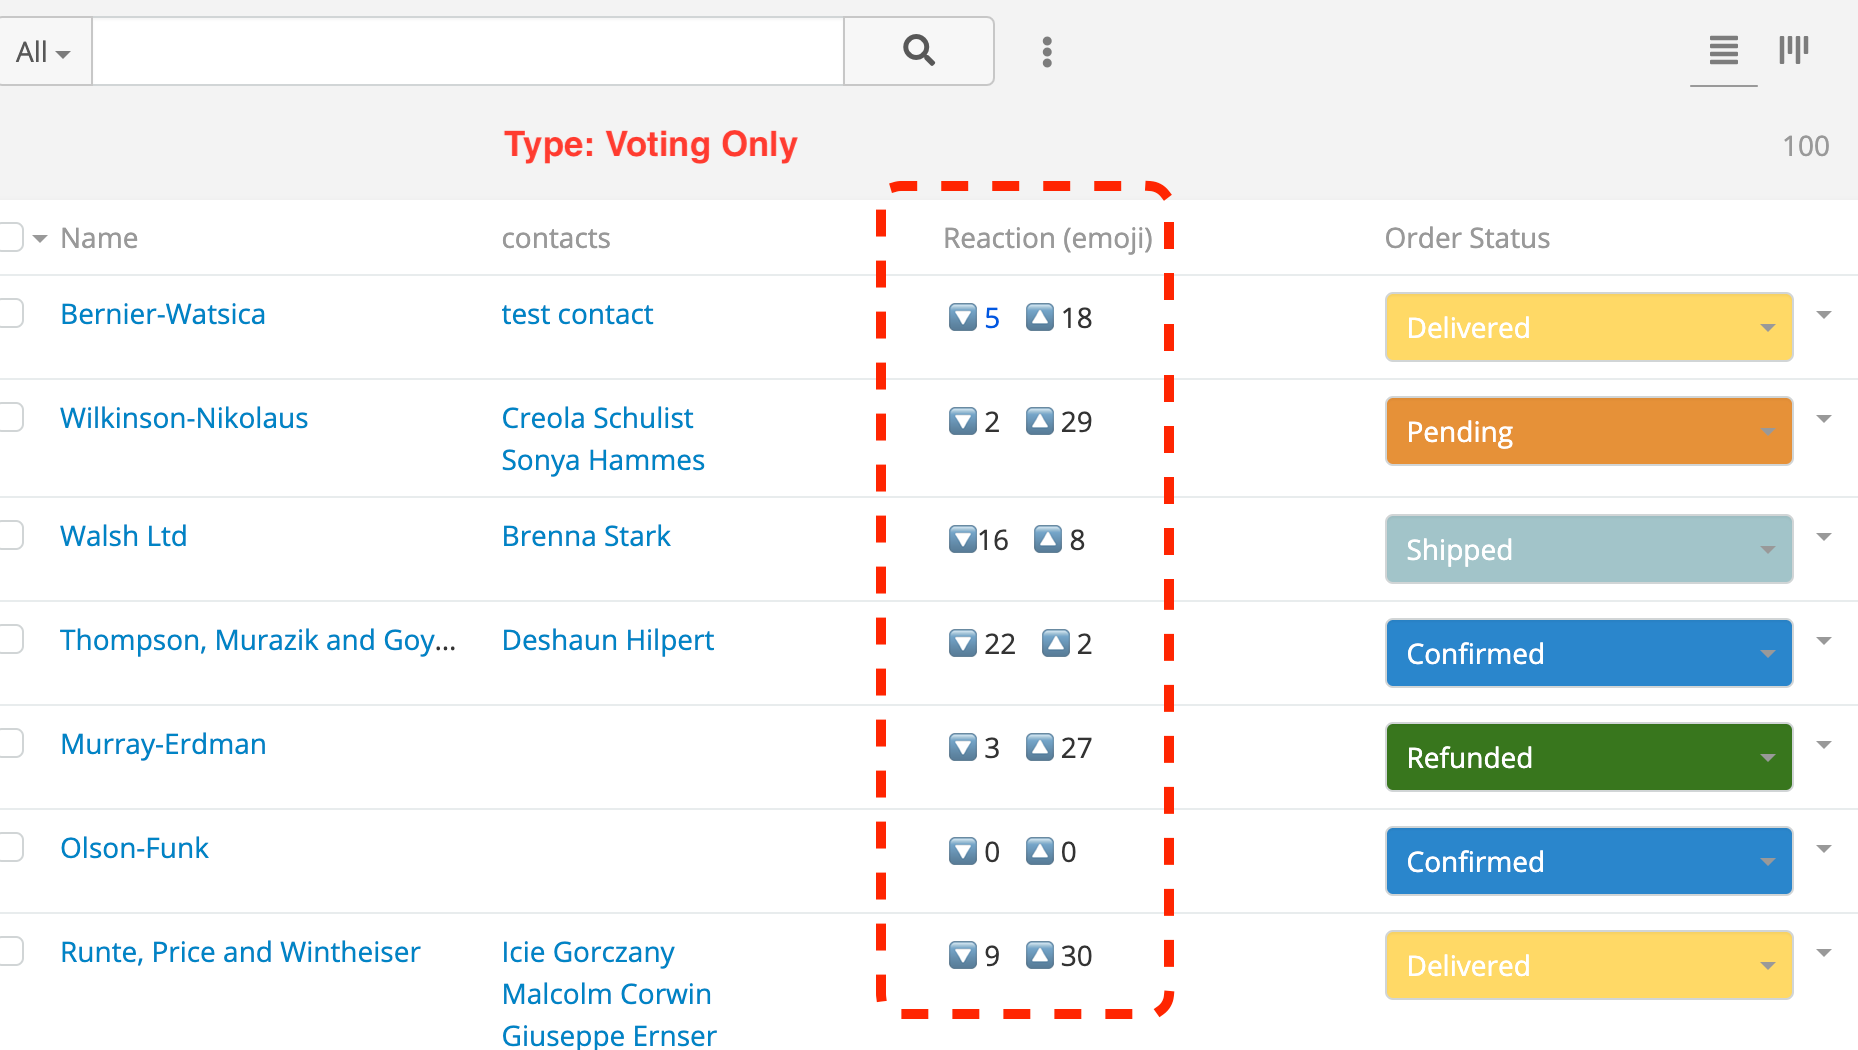 All
Type: Voting Only
100
Name contacts Reaction (emoji) Order Status
Bernier-Watsica test contact 🔽 5 🔼 18 Delivered
Wilkinson-Nikolaus Creola Schulist 🔽 2 🔼 29 Pending
Sonya Hammes
Walsh Ltd Brenna Stark 🔽16 🔼 8 Shipped
Thompson, Murazik and Goy... Deshaun Hilpert 🔽 22 🔼 2 Confirmed
Murray-Erdman 🔽 3 🔼 27 Refunded
Olson-Funk 🔽 0 🔼 0 Confirmed
Runte, Price and Wintheiser Icie Gorczany 🔽 9 🔼 30 Delivered
Malcolm Corwin
Giuseppe Ernser